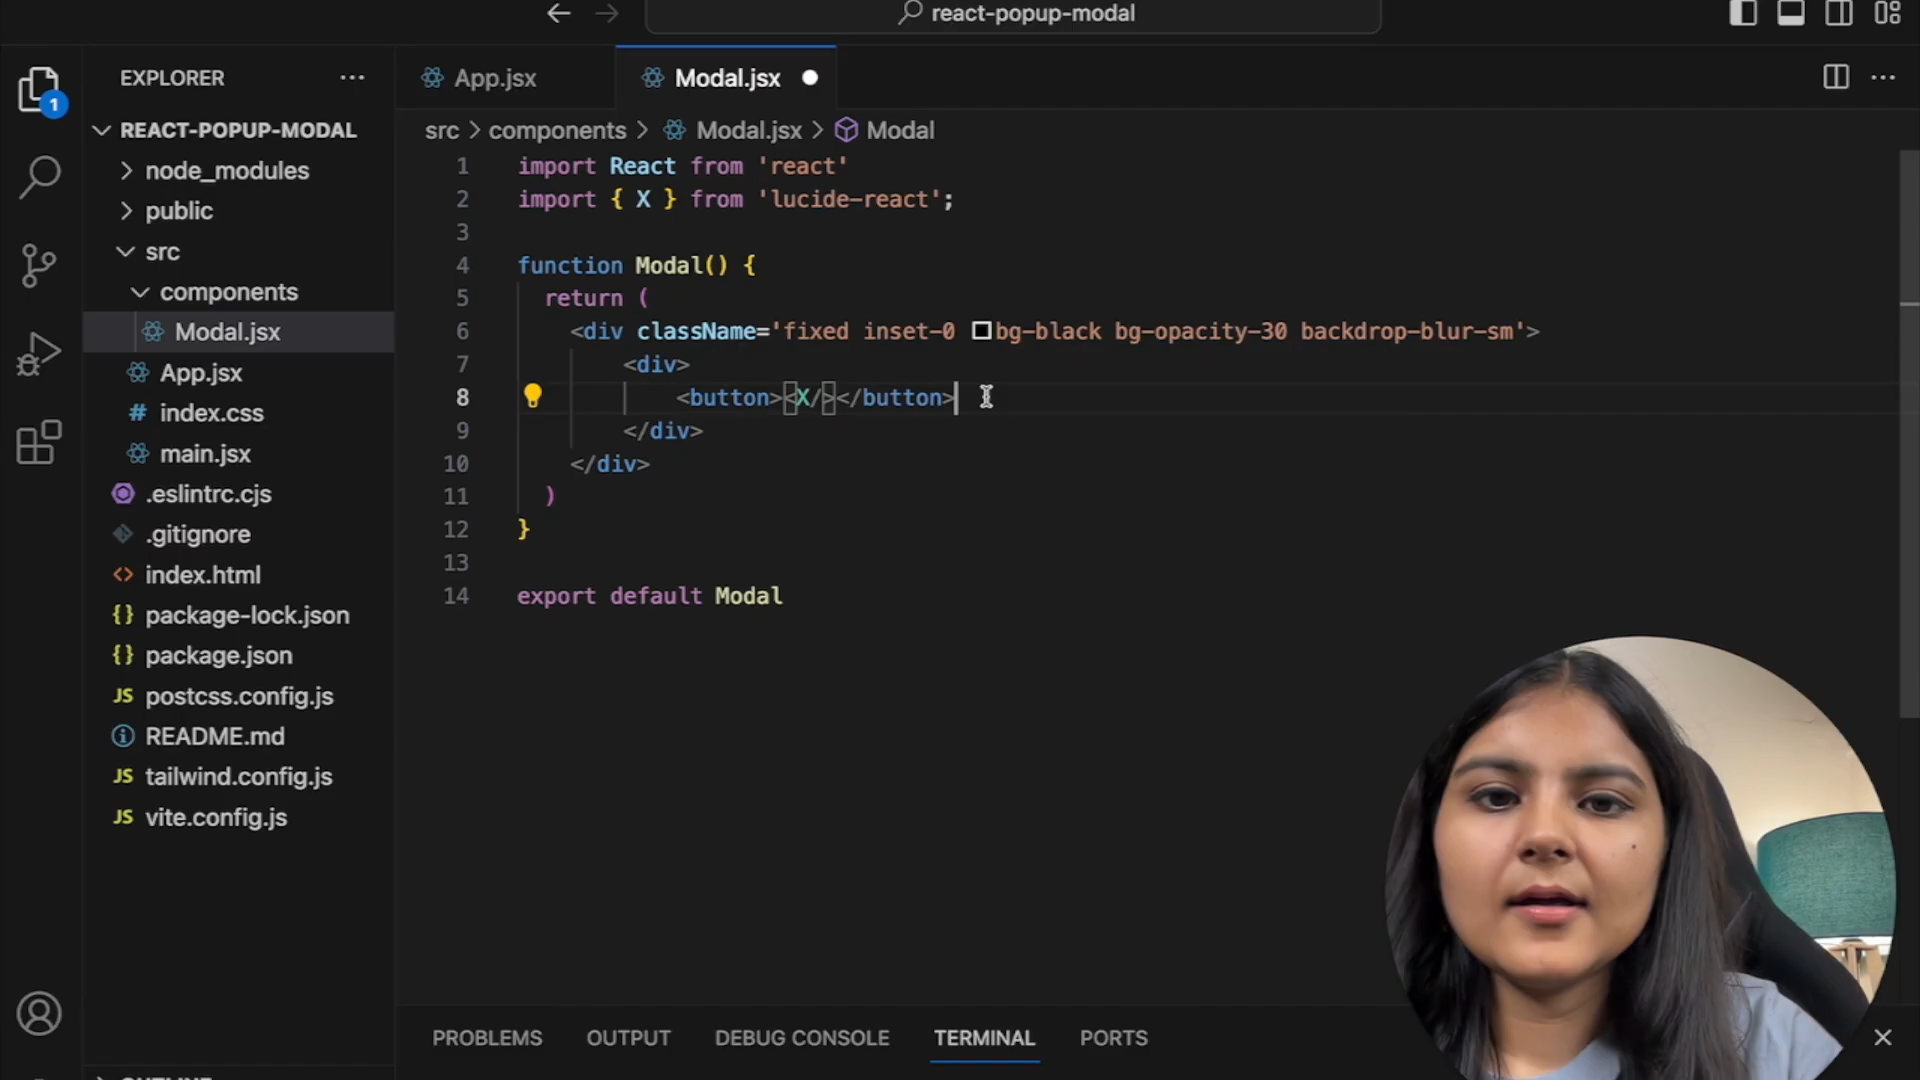 react-popup-modal
EXPLORER
App.jsx
Modal.jsx
1
REACT-POPUP-MODAL
node_modules
public
src
components
Modal.jsx
App.jsx
index.css
main.jsx
.eslintrc.cjs
.gitignore
index.html
package-lock.json
package.json
postcss.config.js
README.md
tailwind.config.js
vite.config.js
src > components > Modal.jsx > Modal
1 import React from 'react'
2 import { X } from 'lucide-react';
3
4 function Modal() {
5 return (
6 <div className='fixed inset-0 bg-black bg-opacity-30 backdrop-blur-sm'>
7 <div>
8 <button><X/></button>
9 </div>
10 </div>
11 )
12 }
13
14 export default Modal
PROBLEMS OUTPUT DEBUG CONSOLE TERMINAL PORTS
OUTLINE